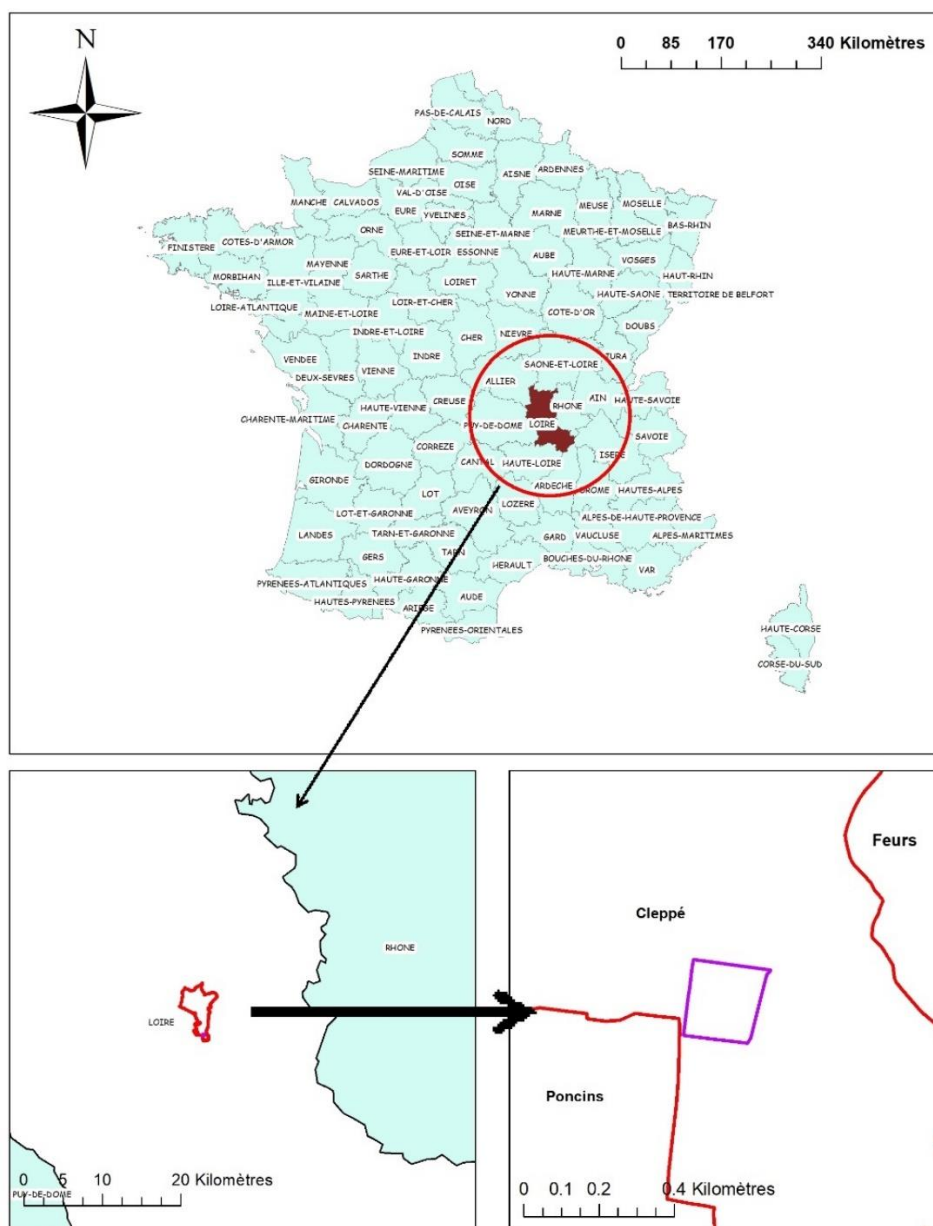 N
0 85 170 340 Kilomètres
PAS-DE-CALAIS
NORD
SOMME
SEINE-MARITIME
AISNE
ARDENNES
OISE
VAL-D'OISE
MANCHE
CALVADOS
EURE
YVELINES
MARNE
MEUSE
MOSELLE
BAS-RHIN
ORNE
SEINE-ET-MARNE
MEURTHE-ET-MOSELLE
FINISTERE
COTES-D'ARMOR
EURE-ET-LOIR
ESSONNE
AUBE
VOSGES
MAYENNE
MORBIHAN
ILLE-ET-VILAINE
SARTHE
LOIRET
HAUTE-MARNE
HAUT-RHIN
YONNE
HAUTE-SAONE
TERRITOIRE DE BELFORT
LOIRE-ATLANTIQUE
MAINE-ET-LOIRE
LOIR-ET-CHER
COTE-D'OR
DOUBS
INDRE-ET-LOIRE
CHER
NIEVRE
VENDEE
INDRE
JURA
DEUX-SEVRES
VIENNE
SAONE-ET-LOIRE
ALLIER
CREUSE
AIN
HAUTE-SAVOIE
HAUTE-VIENNE
RHONE
CHARENTE-MARITIME
CHARENTE
PUY-DE-DOME
LOIRE
SAVOIE
CORREZE
ISERE
DORDOGNE
CANTAL
HAUTE-LOIRE
GIRONDE
LOT
ARDECHE
DROME
HAUTES-ALPES
LOT-ET-GARONNE
AVEYRON
LOZERE
ALPES-DE-HAUTE-PROVENCE
LANDES
TARN-ET-GARONNE
GARD
VAUCLUSE
ALPES-MARITIMES
GERS
TARN
HERAULT
BOUCHES-DU-RHONE
VAR
PYRENEES-ATLANTIQUES
HAUTE-GARONNE
HAUTES-PYRENEES
ARIEGE
AUDE
PYRENEES-ORIENTALES
HAUTE-CORSE
CORSE-DU-SUD
RHONE
LOIRE
0 5 10 20 Kilomètres
PUY-DE-DOME
Feurs
Cleppé
Poncins
0 0.1 0.2 0.4 Kilomètres